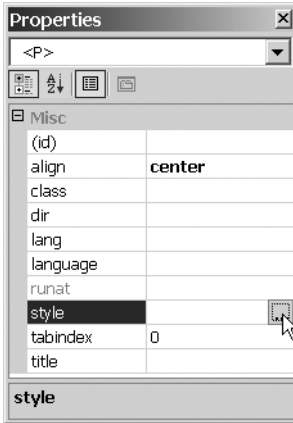 Properties
<P>
Misc
(id)
align center
class
dir
lang
language
runat
style
tabindex 0
title
style